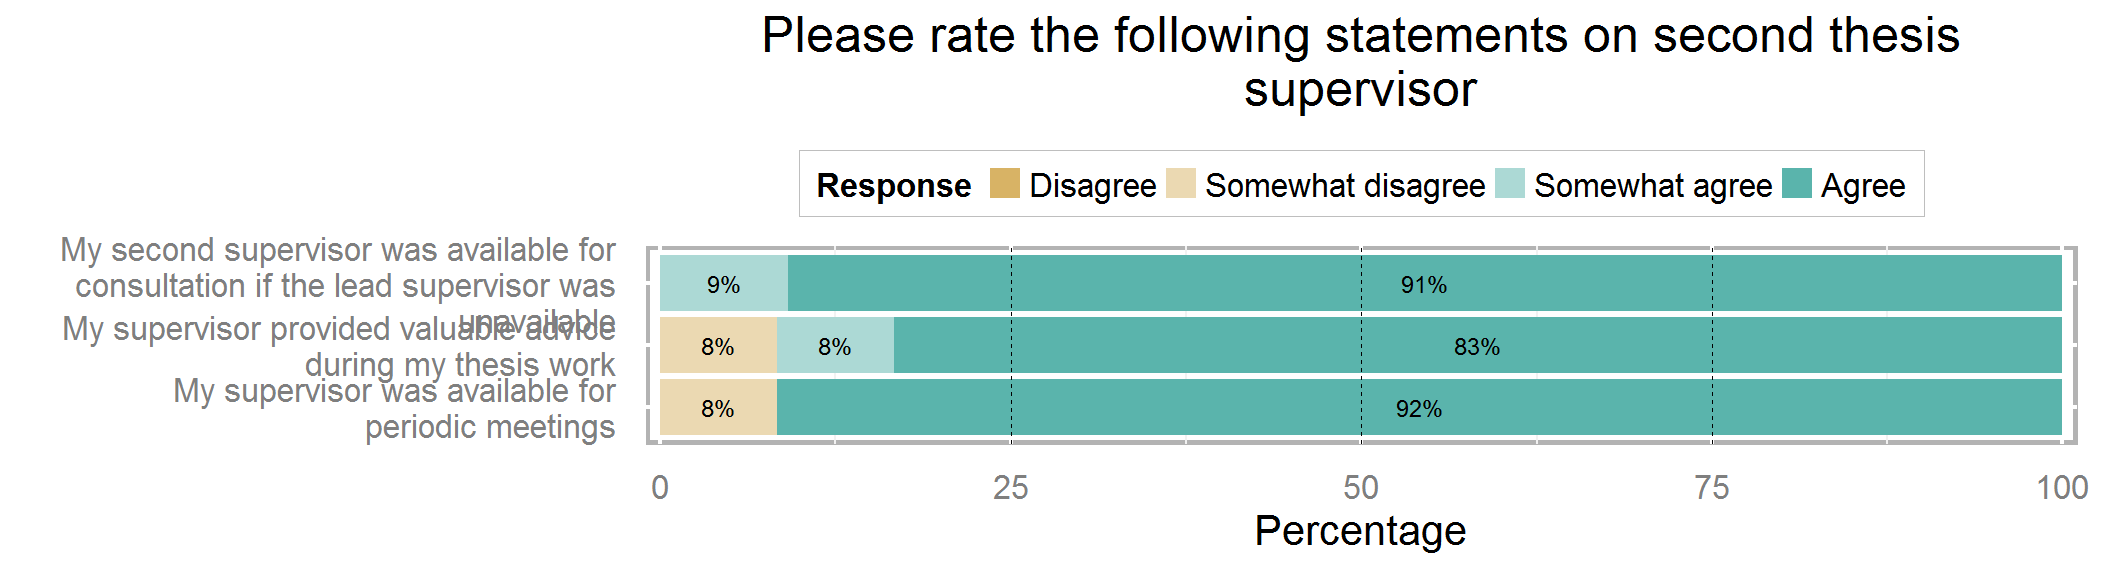 Please rate the following statements on second thesis
supervisor
Response Disagree Somewhat disagree Somewhat agree Agree
My second supervisor was available for
consultation if the lead supervisor was
unavailable
9% 91%
My supervisor provided valuable advice
during my thesis work
8% 8% 83%
My supervisor was available for
periodic meetings
8% 92%
0 25 50 75 100
Percentage